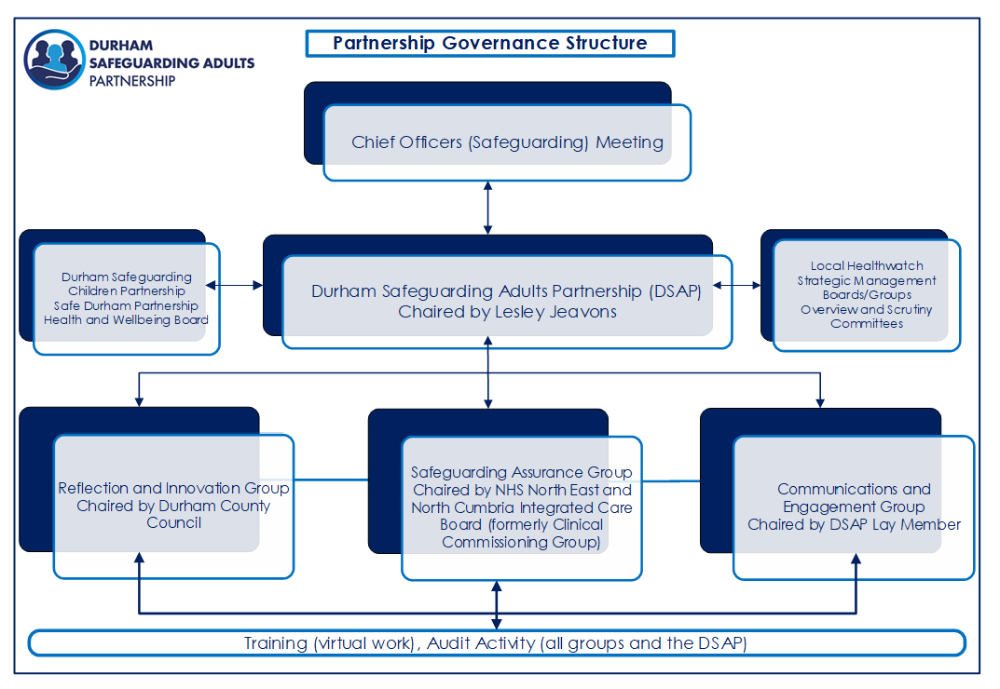 DURHAM
SAFEGUARDING ADULTS
PARTNERSHIP
Partnership Governance Structure
Chief Officers (Safeguarding) Meeting
Durham Safeguarding
Children Partnership
Safe Durham Partnership
Health and Wellbeing Board
Durham Safeguarding Adults Partnership (DSAP)
Chaired by Lesley Jeavons
Local Healthwatch
Strategic Management
Boards/Groups
Overview and Scrutiny
Committees
Reflection and Innovation Group
Chaired by Durham County
Council
Safeguarding Assurance Group
Chaired by NHS North East and
North Cumbria Integrated Care
Board (formerly Clinical
Commissioning Group)
Communications and
Engagement Group
Chaired by DSAP Lay Member
Training (virtual work), Audit Activity (all groups and the DSAP)